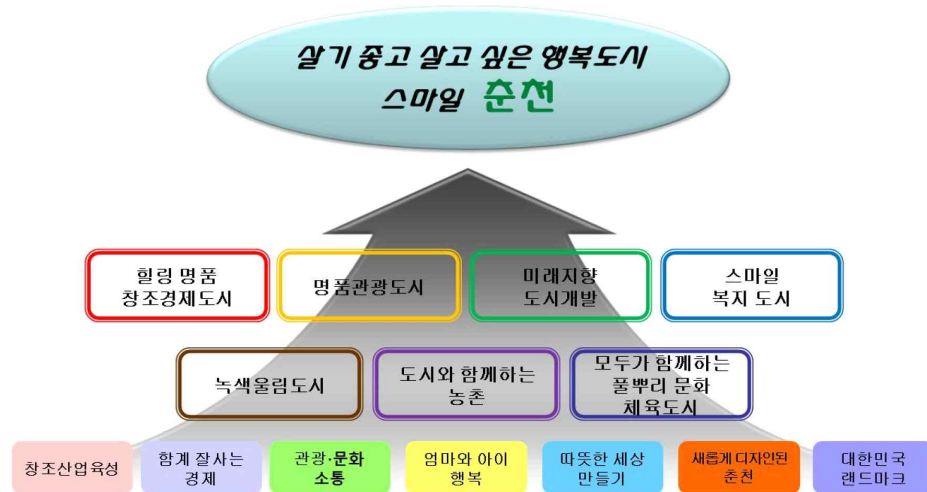 살기 좋고 살고 싶은 행복도시
스마일 춘천
힐링 명품
창조경제도시
명품관광도시
미래지향
도시개발
스마일
복지 도시
녹색울림도시
도시와 함께하는
농촌
모두가 함께하는
풀뿌리 문화
체육도시
창조산업육성
함계 잘사는
경제
관광·문화
소통
엄마와 아이
행복
따뜻한 세상
만들기
새롭게 디자인된
춘천
대한민국
랜드마크